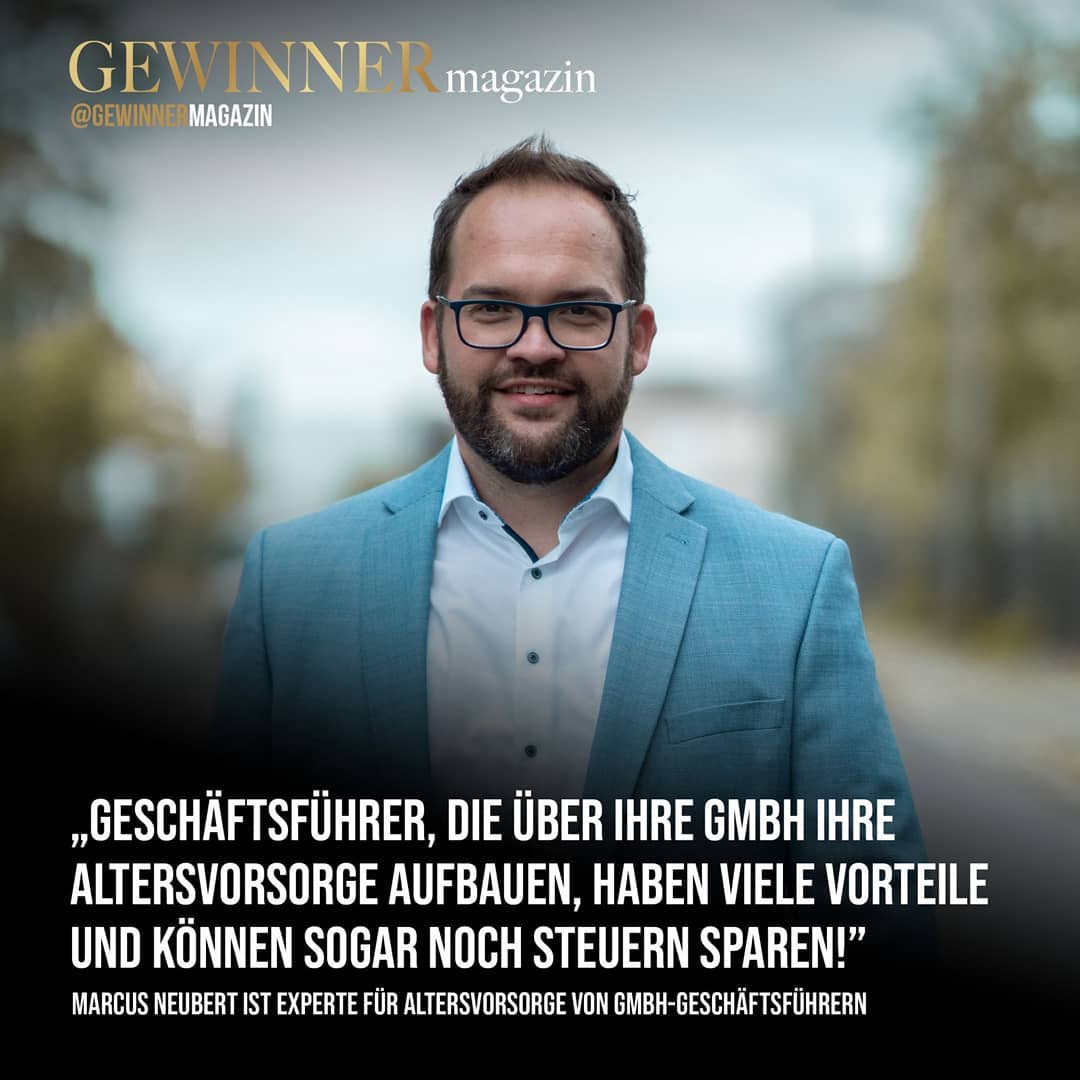 GEWINNER magazin
@GEWINNERMAGAZIN
„GESCHÄFTSFÜHRER, DIE ÜBER IHRE GMBH IHRE
ALTERSVORSORGE AUFBAUEN, HABEN VIELE VORTEILE
UND KÖNNEN SOGAR NOCH STEUERN SPAREN!”
MARCUS NEUBERT IST EXPERTE FÜR ALTERSVORSORGE VON GMBH-GESCHÄFTSFÜHRERN